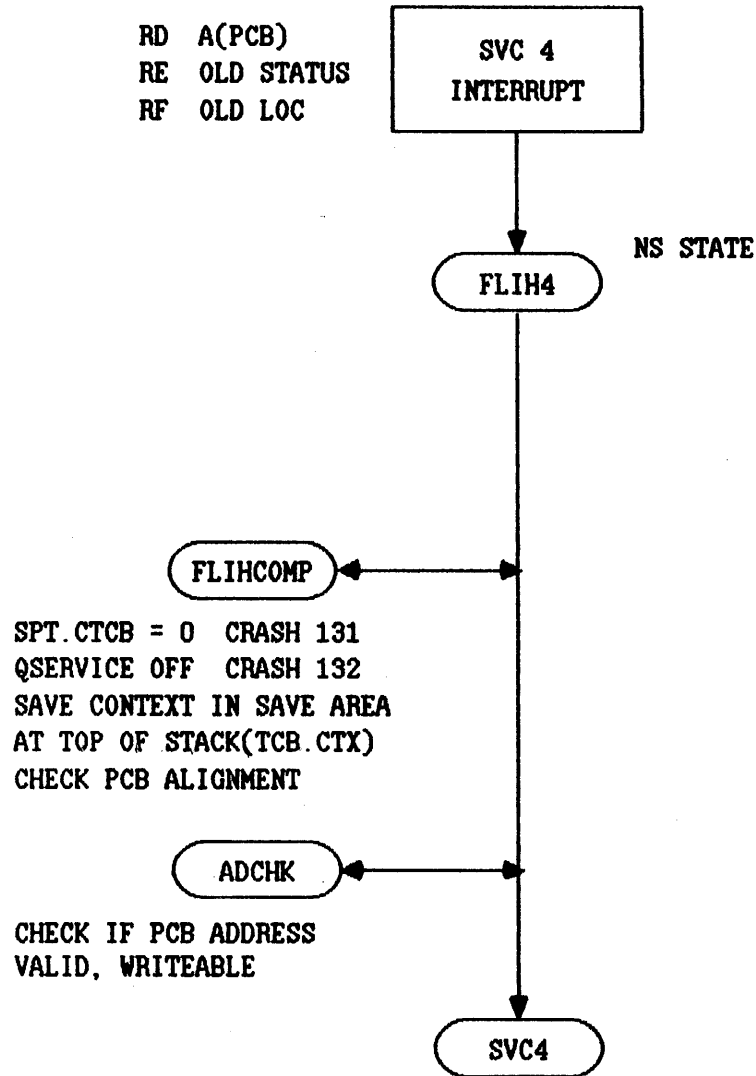 RD A(PCB)
RE OLD STATUS
RF OLD LOC
SVC 4
INTERRUPT
NS STATE
FLIH4
FLIHCOMP
SPT.CTCB = 0 CRASH 131
QSERVICE OFF CRASH 132
SAVE CONTEXT IN SAVE AREA
AT TOP OF STACK(TCB.CTX)
CHECK PCB ALIGNMENT
ADCHK
CHECK IF PCB ADDRESS
VALID, WRITEABLE
SVC4